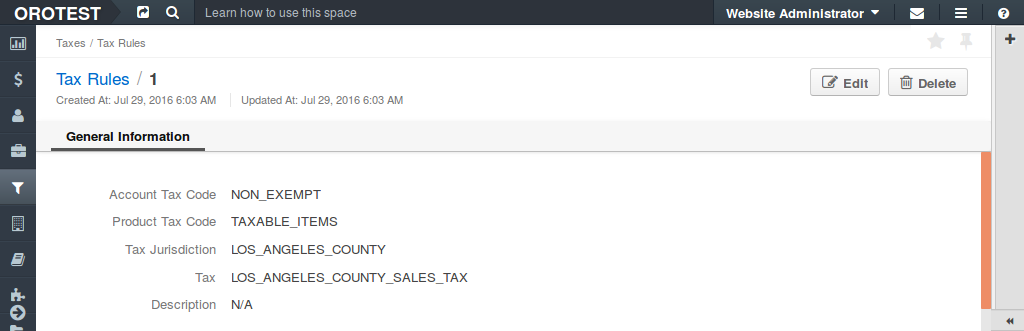 OROTEST Learn how to use this space Website Administrator
Taxes / Tax Rules
Tax Rules / 1
Edit Delete
Created At: Jul 29, 2016 6:03 AM Updated At: Jul 29, 2016 6:03 AM
General Information
Account Tax Code NON_EXEMPT
Product Tax Code TAXABLE_ITEMS
Tax Jurisdiction LOS_ANGELES_COUNTY
Tax LOS_ANGELES_COUNTY_SALES_TAX
Description N/A